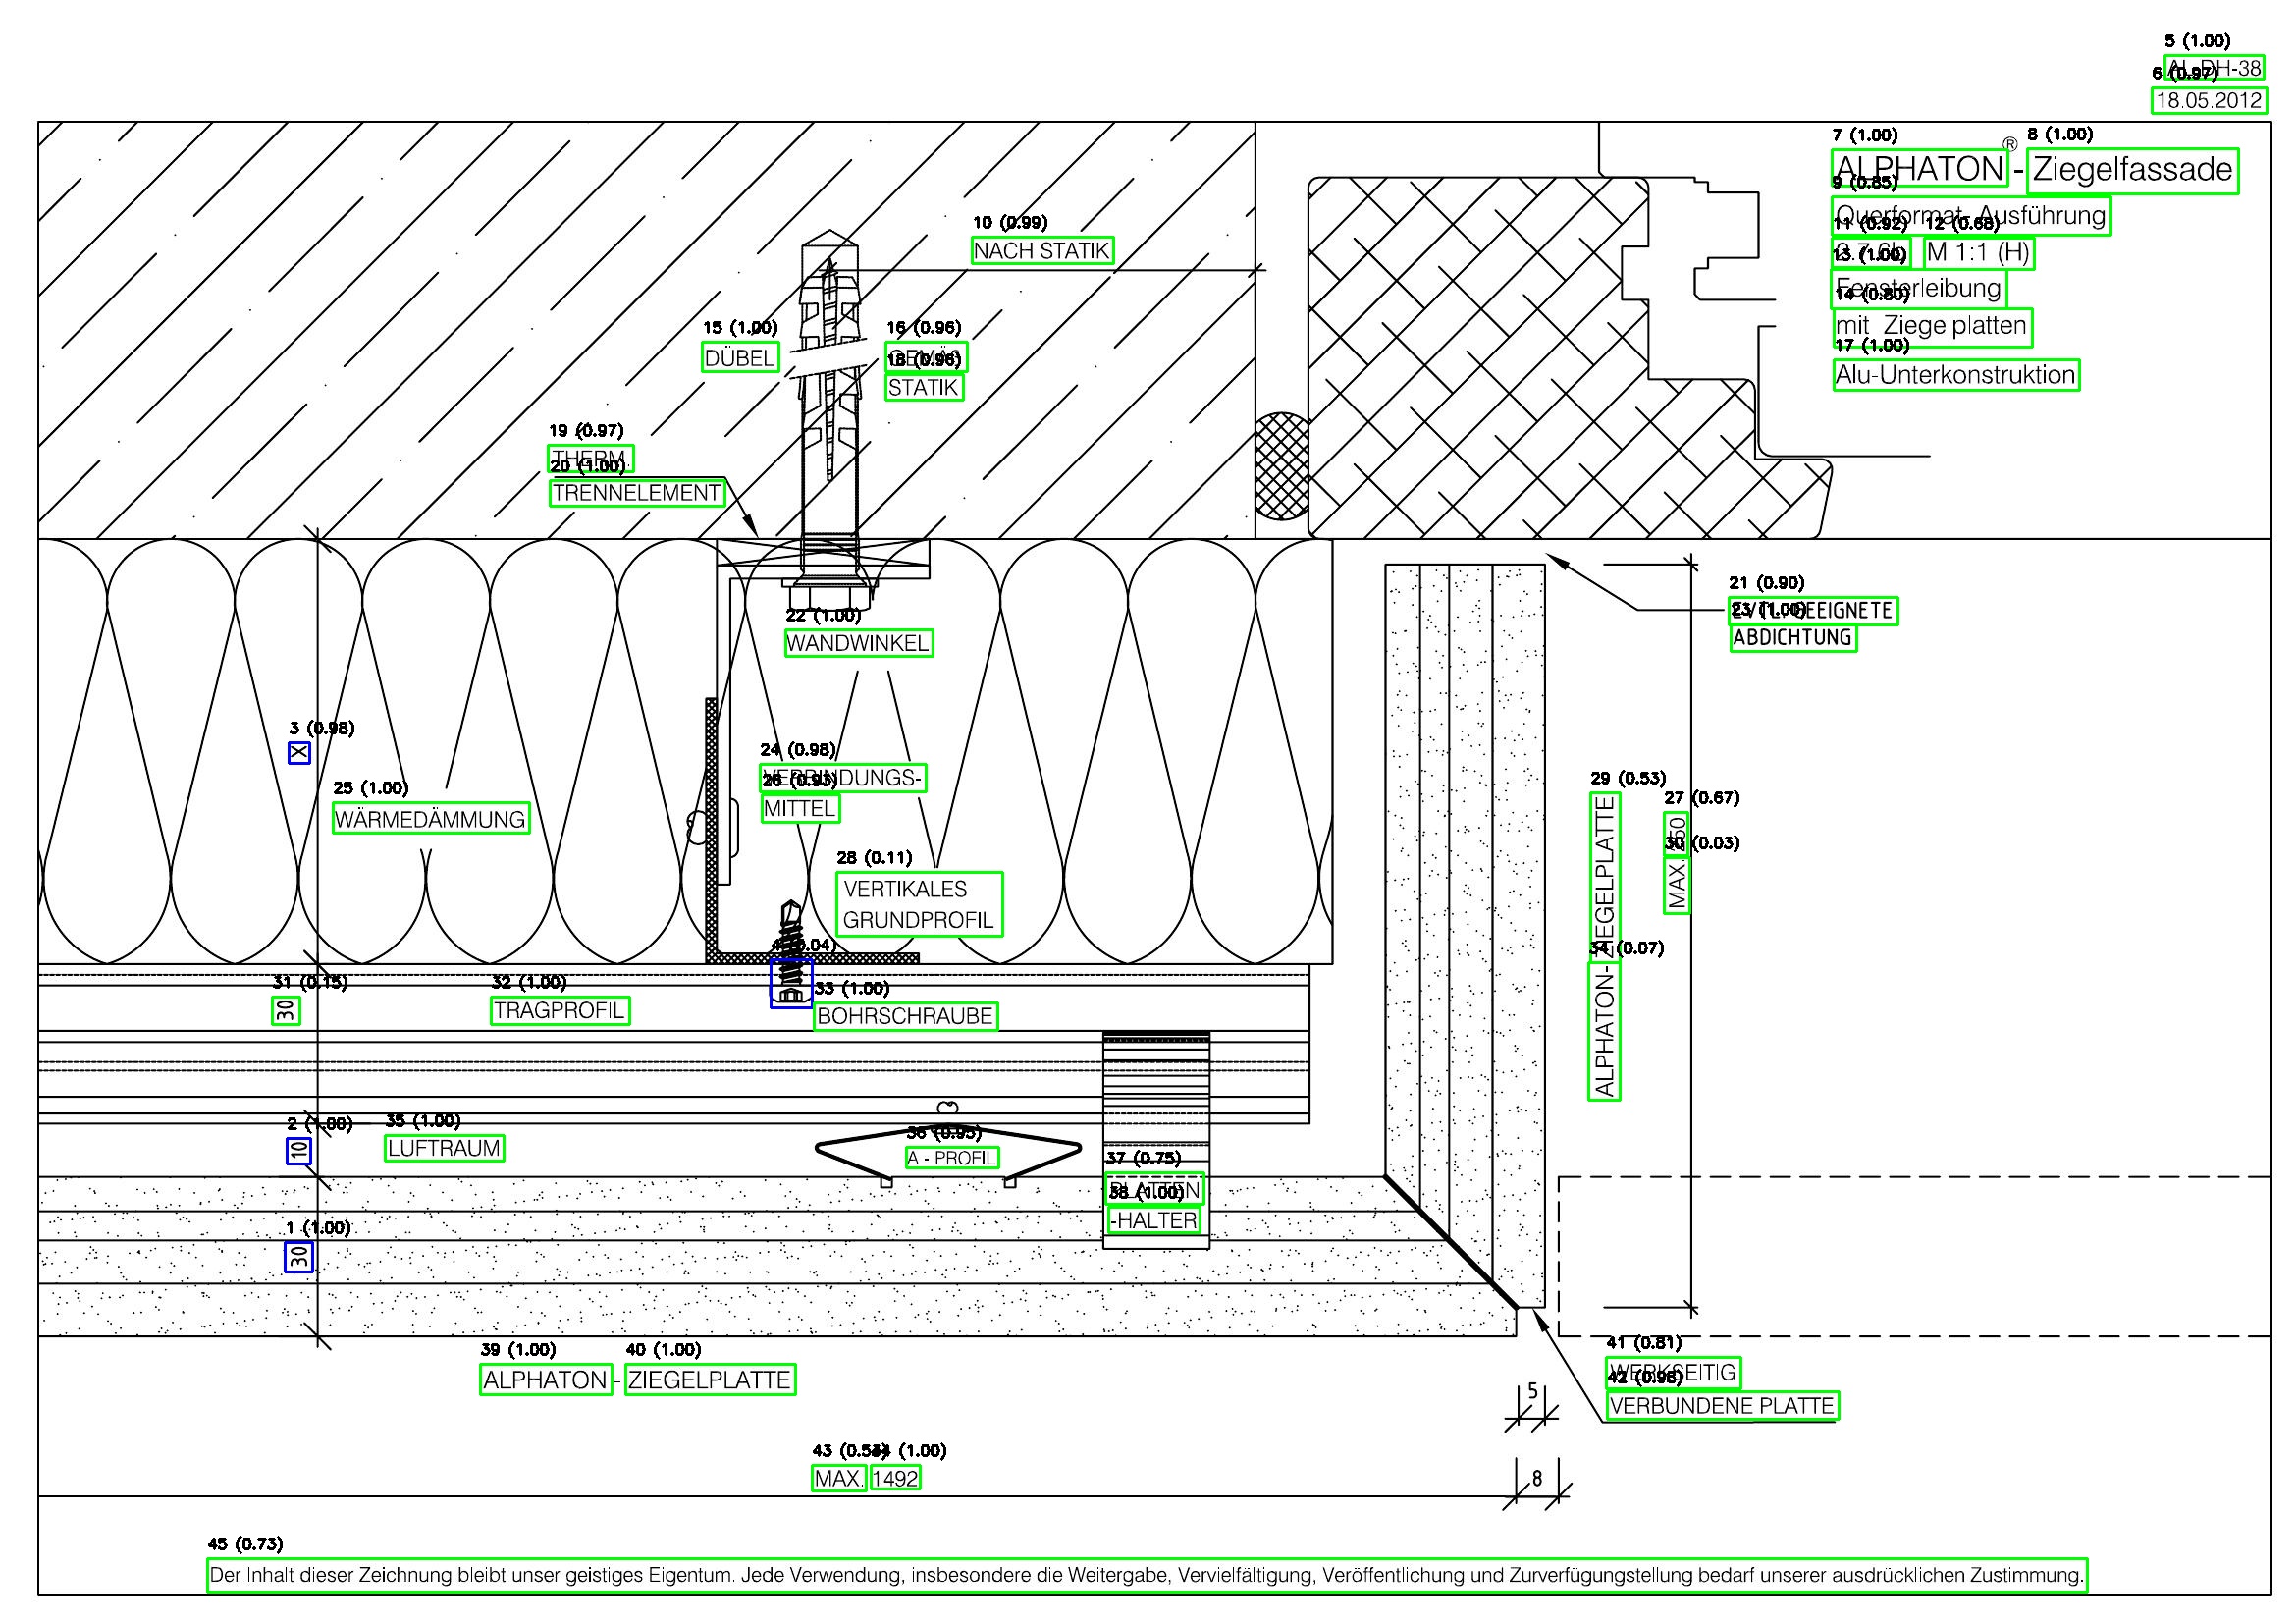 5 (1.00)
6 (0.97) -38
18.05.2012
7 (1.00) 8 (1.00)
ALPHATON® - Ziegelfassade
9 (0.85)
Querformat- Ausführung
11 (0.92) 12 (0.68)
M 1:1 (H)
13 (1.00)
Fensterleibung
14 (0.80)
mit Ziegelplatten
17 (1.00)
Alu-Unterkonstruktion
10 (0.99)
NACH STATIK
15 (1.00) 16 (0.96)
DÜBEL
18 (0.96)
STATIK
19 (0.97)
THERM.
20 (1.00)
TRENNELEMENT
21 (0.90)
23 (1.00) GEEIGNETE
ABDICHTUNG
22 (1.00)
WANDWINKEL
3 (0.98)
X
24 (0.98)
VERBINDUNGS-
26 (0.93)
MITTEL
25 (1.00)
WÄRMEDÄMMUNG
28 (0.11)
VERTIKALES
GRUNDPROFIL
29 (0.53) 27 (0.67)
30 (0.03)
MAX.
34 (0.07)
ALPHATON-ZIEGELPLATTE
4 (0.04)
31 (0.15) 32 (1.00) 33 (1.00)
30 TRAGPROFIL BOHRSCHRAUBE
2 (1.00) 35 (1.00) 36 (0.95)
10 LUFTRAUM A - PROFIL
37 (0.75)
PLATTEN
38 (1.00)
-HALTER
1 (1.00)
30
39 (1.00) 40 (1.00)
ALPHATON - ZIEGELPLATTE
41 (0.81)
WERKSEITIG
42 (0.98)
VERBUNDENE PLATTE
5
43 (0.53) 44 (1.00)
MAX. 1492
8
45 (0.73)
Der Inhalt dieser Zeichnung bleibt unser geistiges Eigentum. Jede Verwendung, insbesondere die Weitergabe, Vervielfältigung, Veröffentlichung und Zurverfügungstellung bedarf unserer ausdrücklichen Zustimmung.